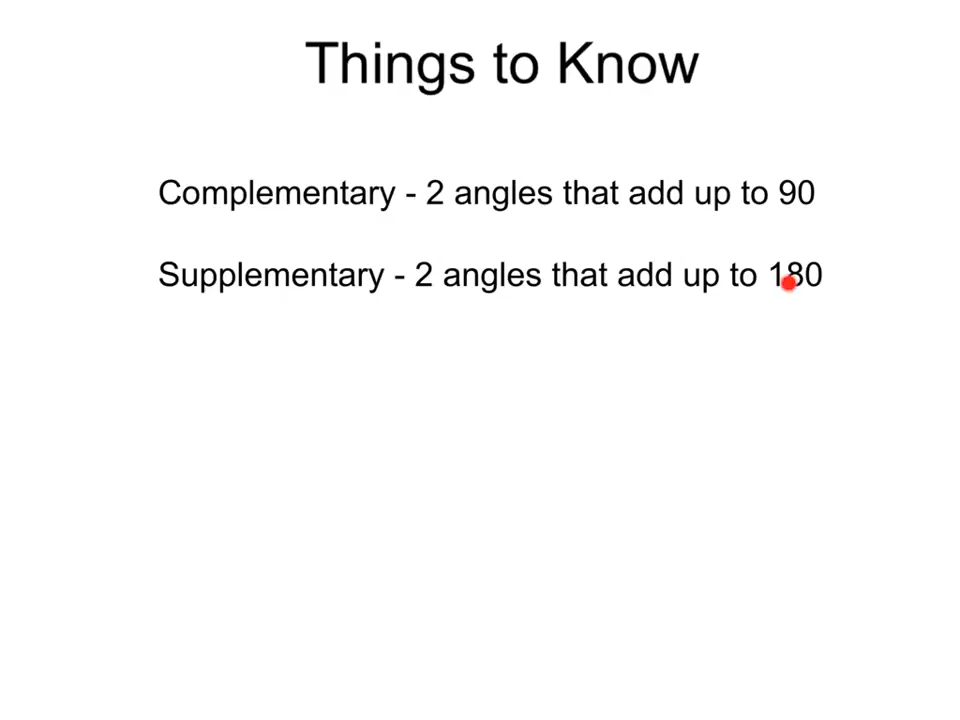 Things to Know
Complementary - 2 angles that add up to 90
Supplementary - 2 angles that add up to 180